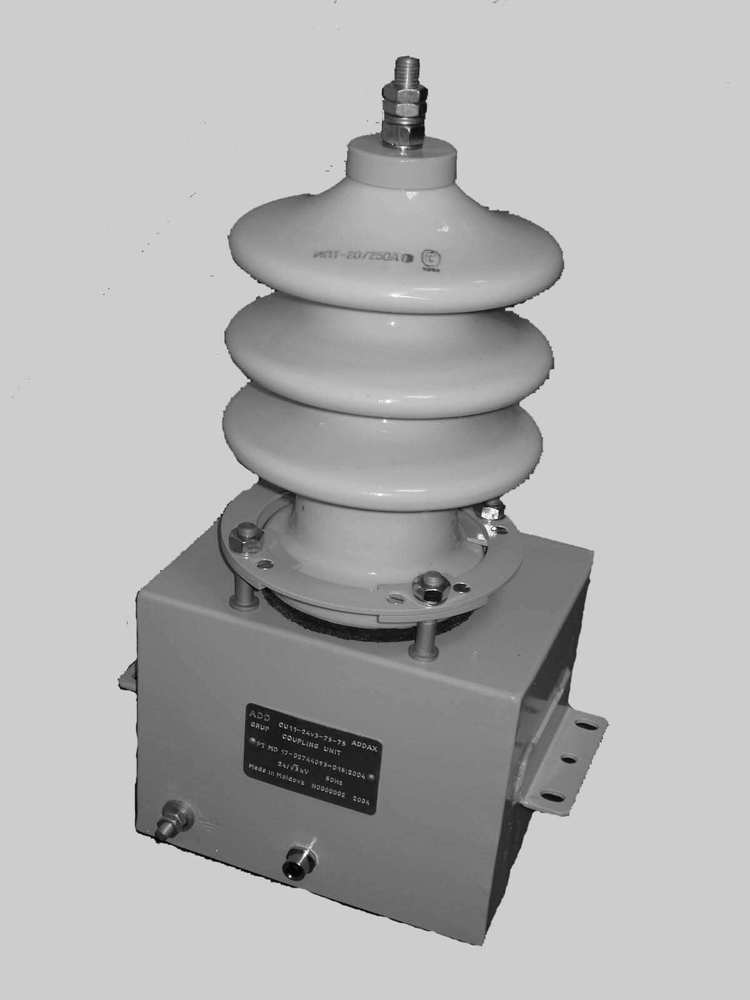 ИПТ-20/250А
ADD CU11-24v3-75-75 ADDAX
GRUP COUPLING UNIT
PT MD 17-02744093-015:2004
24/√3 kV 50Hz
Made in Moldova N0000002 2004